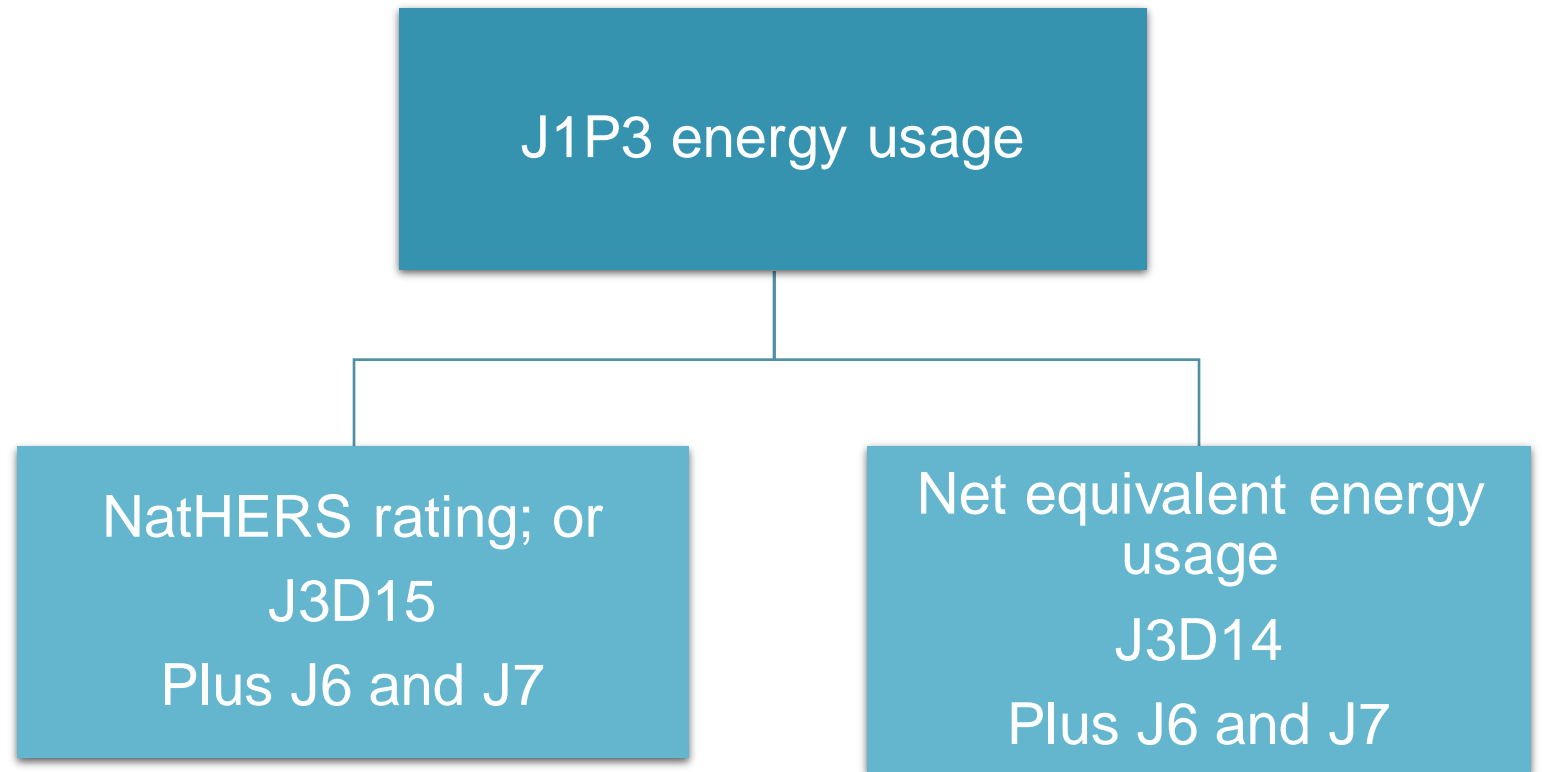 J1P3 energy usage
NatHERS rating; or
J3D15
Plus J6 and J7
Net equivalent energy
usage
J3D14
Plus J6 and J7